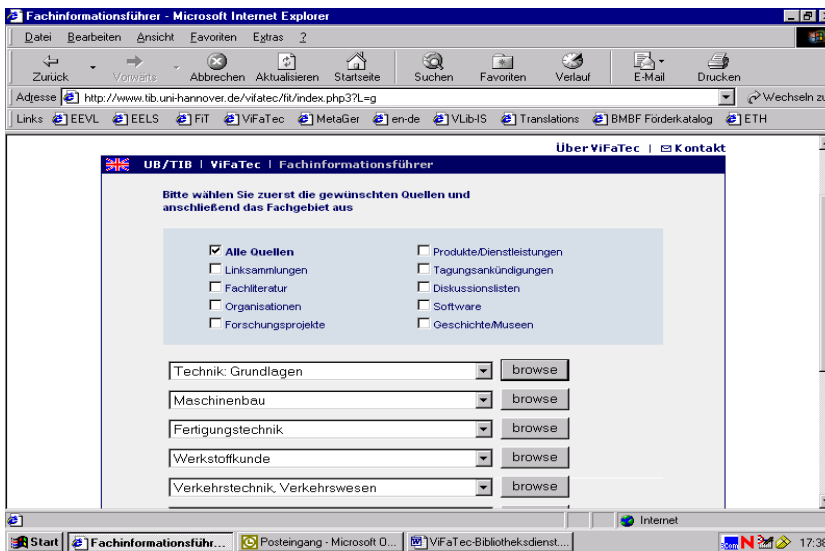 Fachinformationsführer - Microsoft Internet Explorer
Datei Bearbeiten Ansicht Favoriten Extras ?
Zurück Vorwärts Abbrechen Aktualisieren Startseite Suchen Favoriten Verlauf E-Mail Drucken
Adresse http://www.tib.uni-hannover.de/vifatec/fit/index.php3?L=g Wechseln zu
Links EEVL EELS FiT ViFaTec MetaGer en-de VLib-IS Translations BMBF Förderkatalog ETH
Über ViFaTec | Kontakt
UB/TIB | ViFaTec | Fachinformationsführer
Bitte wählen Sie zuerst die gewünschten Quellen und
anschließend das Fachgebiet aus
Alle Quellen Produkte/Dienstleistungen
Linksammlungen Tagungsankündigungen
Fachliteratur Diskussionslisten
Organisationen Software
Forschungsprojekte Geschichte/Museen
Technik: Grundlagen browse
Maschinenbau browse
Fertigungstechnik browse
Werkstoffkunde browse
Verkehrstechnik, Verkehrswesen browse
Internet
Start Fachinformationsführ... Posteingang - Microsoft O... ViFaTec-Bibliotheksdienst.... 3com N 17:38